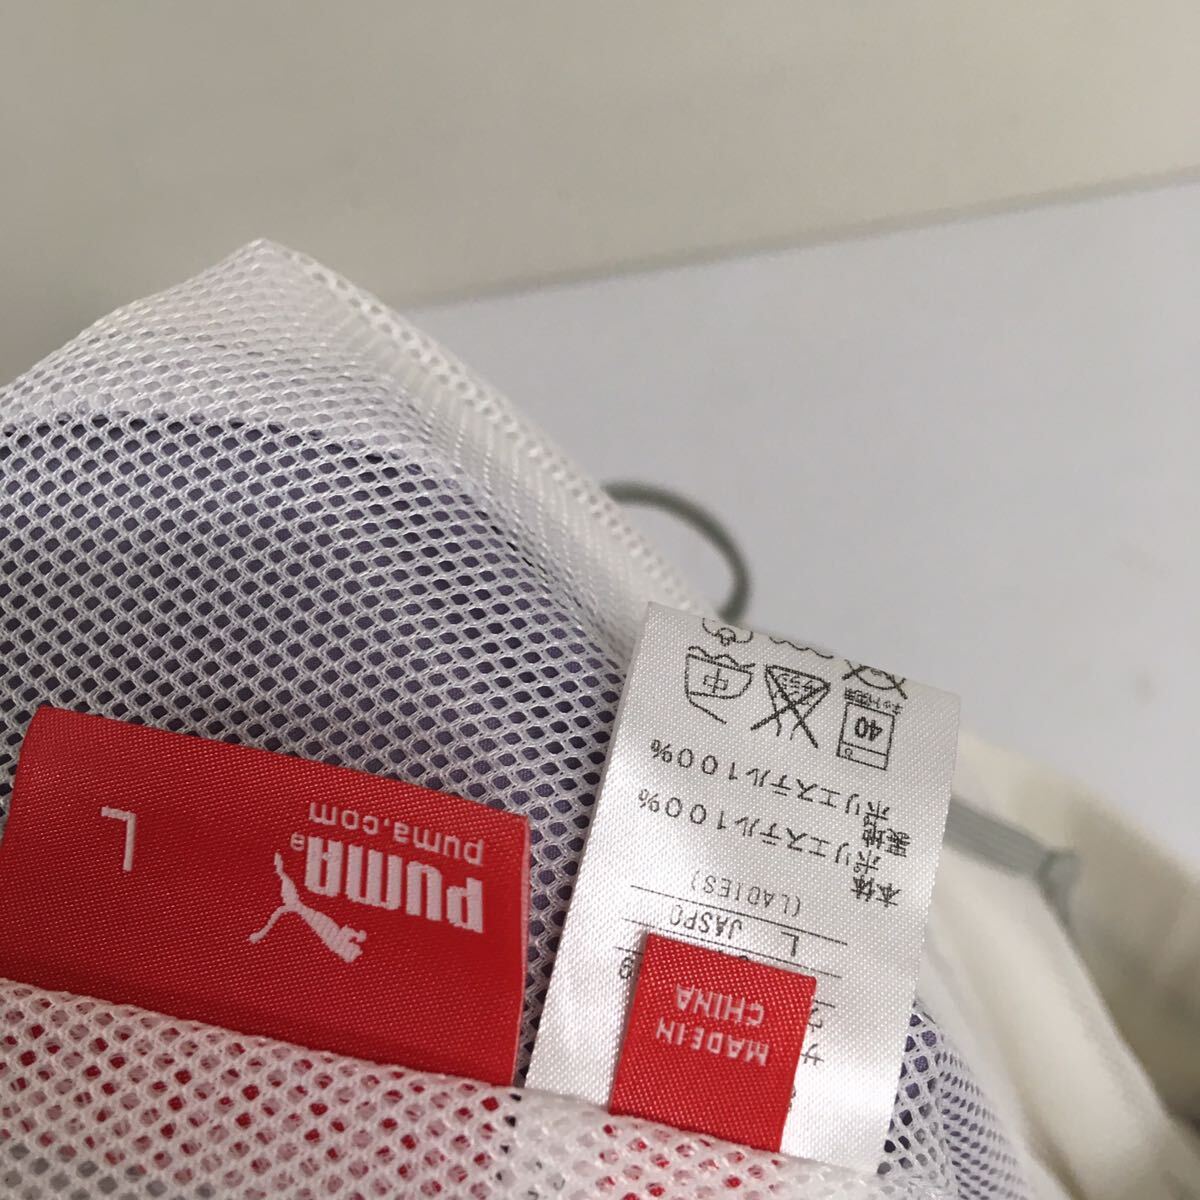 PUMA®
puma.com
L
MADE IN
CHINA
L JASPO
(LADIES)
本体
ポリエステル100%
裏地
ポリエステル100%
40
中